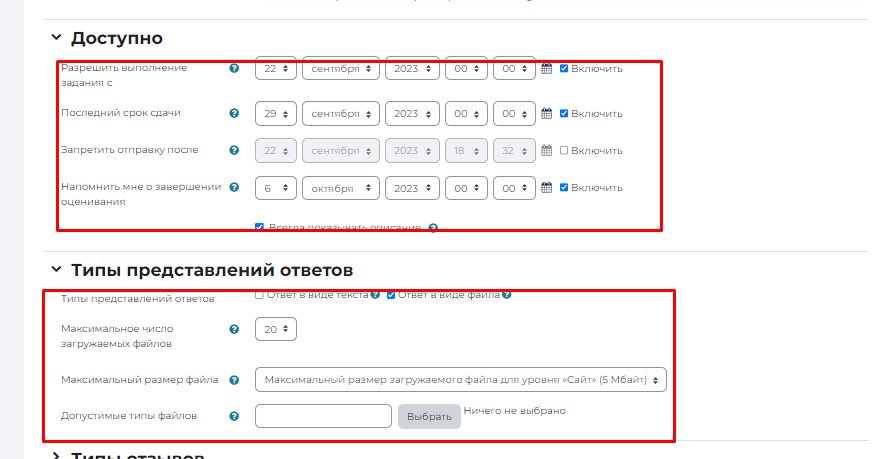 Доступно
Разрешить выполнение задания с 22 сентября 2023 00 00 Включить
Последний срок сдачи 29 сентября 2023 00 00 Включить
Запретить отправку после 22 сентября 2023 18 32 Включить
Напомнить мне о завершении оценивания 6 октября 2023 00 00 Включить
Всегда показывать описание
Типы представлений ответов
Типы представлений ответов Ответ в виде текста Ответ в виде файла
Максимальное число загружаемых файлов 20
Максимальный размер файла Максимальный размер загружаемого файла для уровня «Сайт» (5 Мбайт)
Допустимые типы файлов Выбрать Ничего не выбрано
Типы отзывов